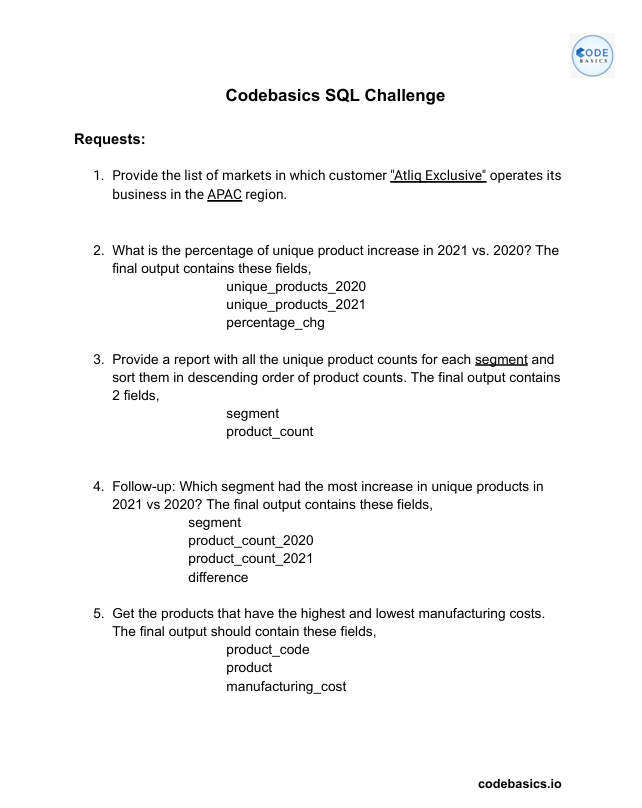 CODE
BASICS
Codebasics SQL Challenge
Requests:
1. Provide the list of markets in which customer "Atliq Exclusive" operates its
business in the APAC region.
2. What is the percentage of unique product increase in 2021 vs. 2020? The
final output contains these fields,
unique_products_2020
unique_products_2021
percentage_chg
3. Provide a report with all the unique product counts for each segment and
sort them in descending order of product counts. The final output contains
2 fields,
segment
product_count
4. Follow-up: Which segment had the most increase in unique products in
2021 vs 2020? The final output contains these fields,
segment
product_count_2020
product_count_2021
difference
5. Get the products that have the highest and lowest manufacturing costs.
The final output should contain these fields,
product_code
product
manufacturing_cost
codebasics.io